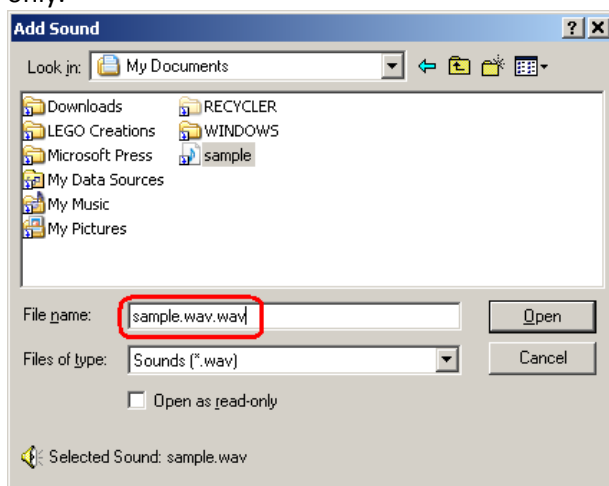 Add Sound
Look in: My Documents
Downloads RECYCLER
LEGO Creations WINDOWS
Microsoft Press sample
My Data Sources
My Music
My Pictures
File name: sample.wav.wav Open
Files of type: Sounds (*.wav) Cancel
Open as read-only
Selected Sound: sample.wav